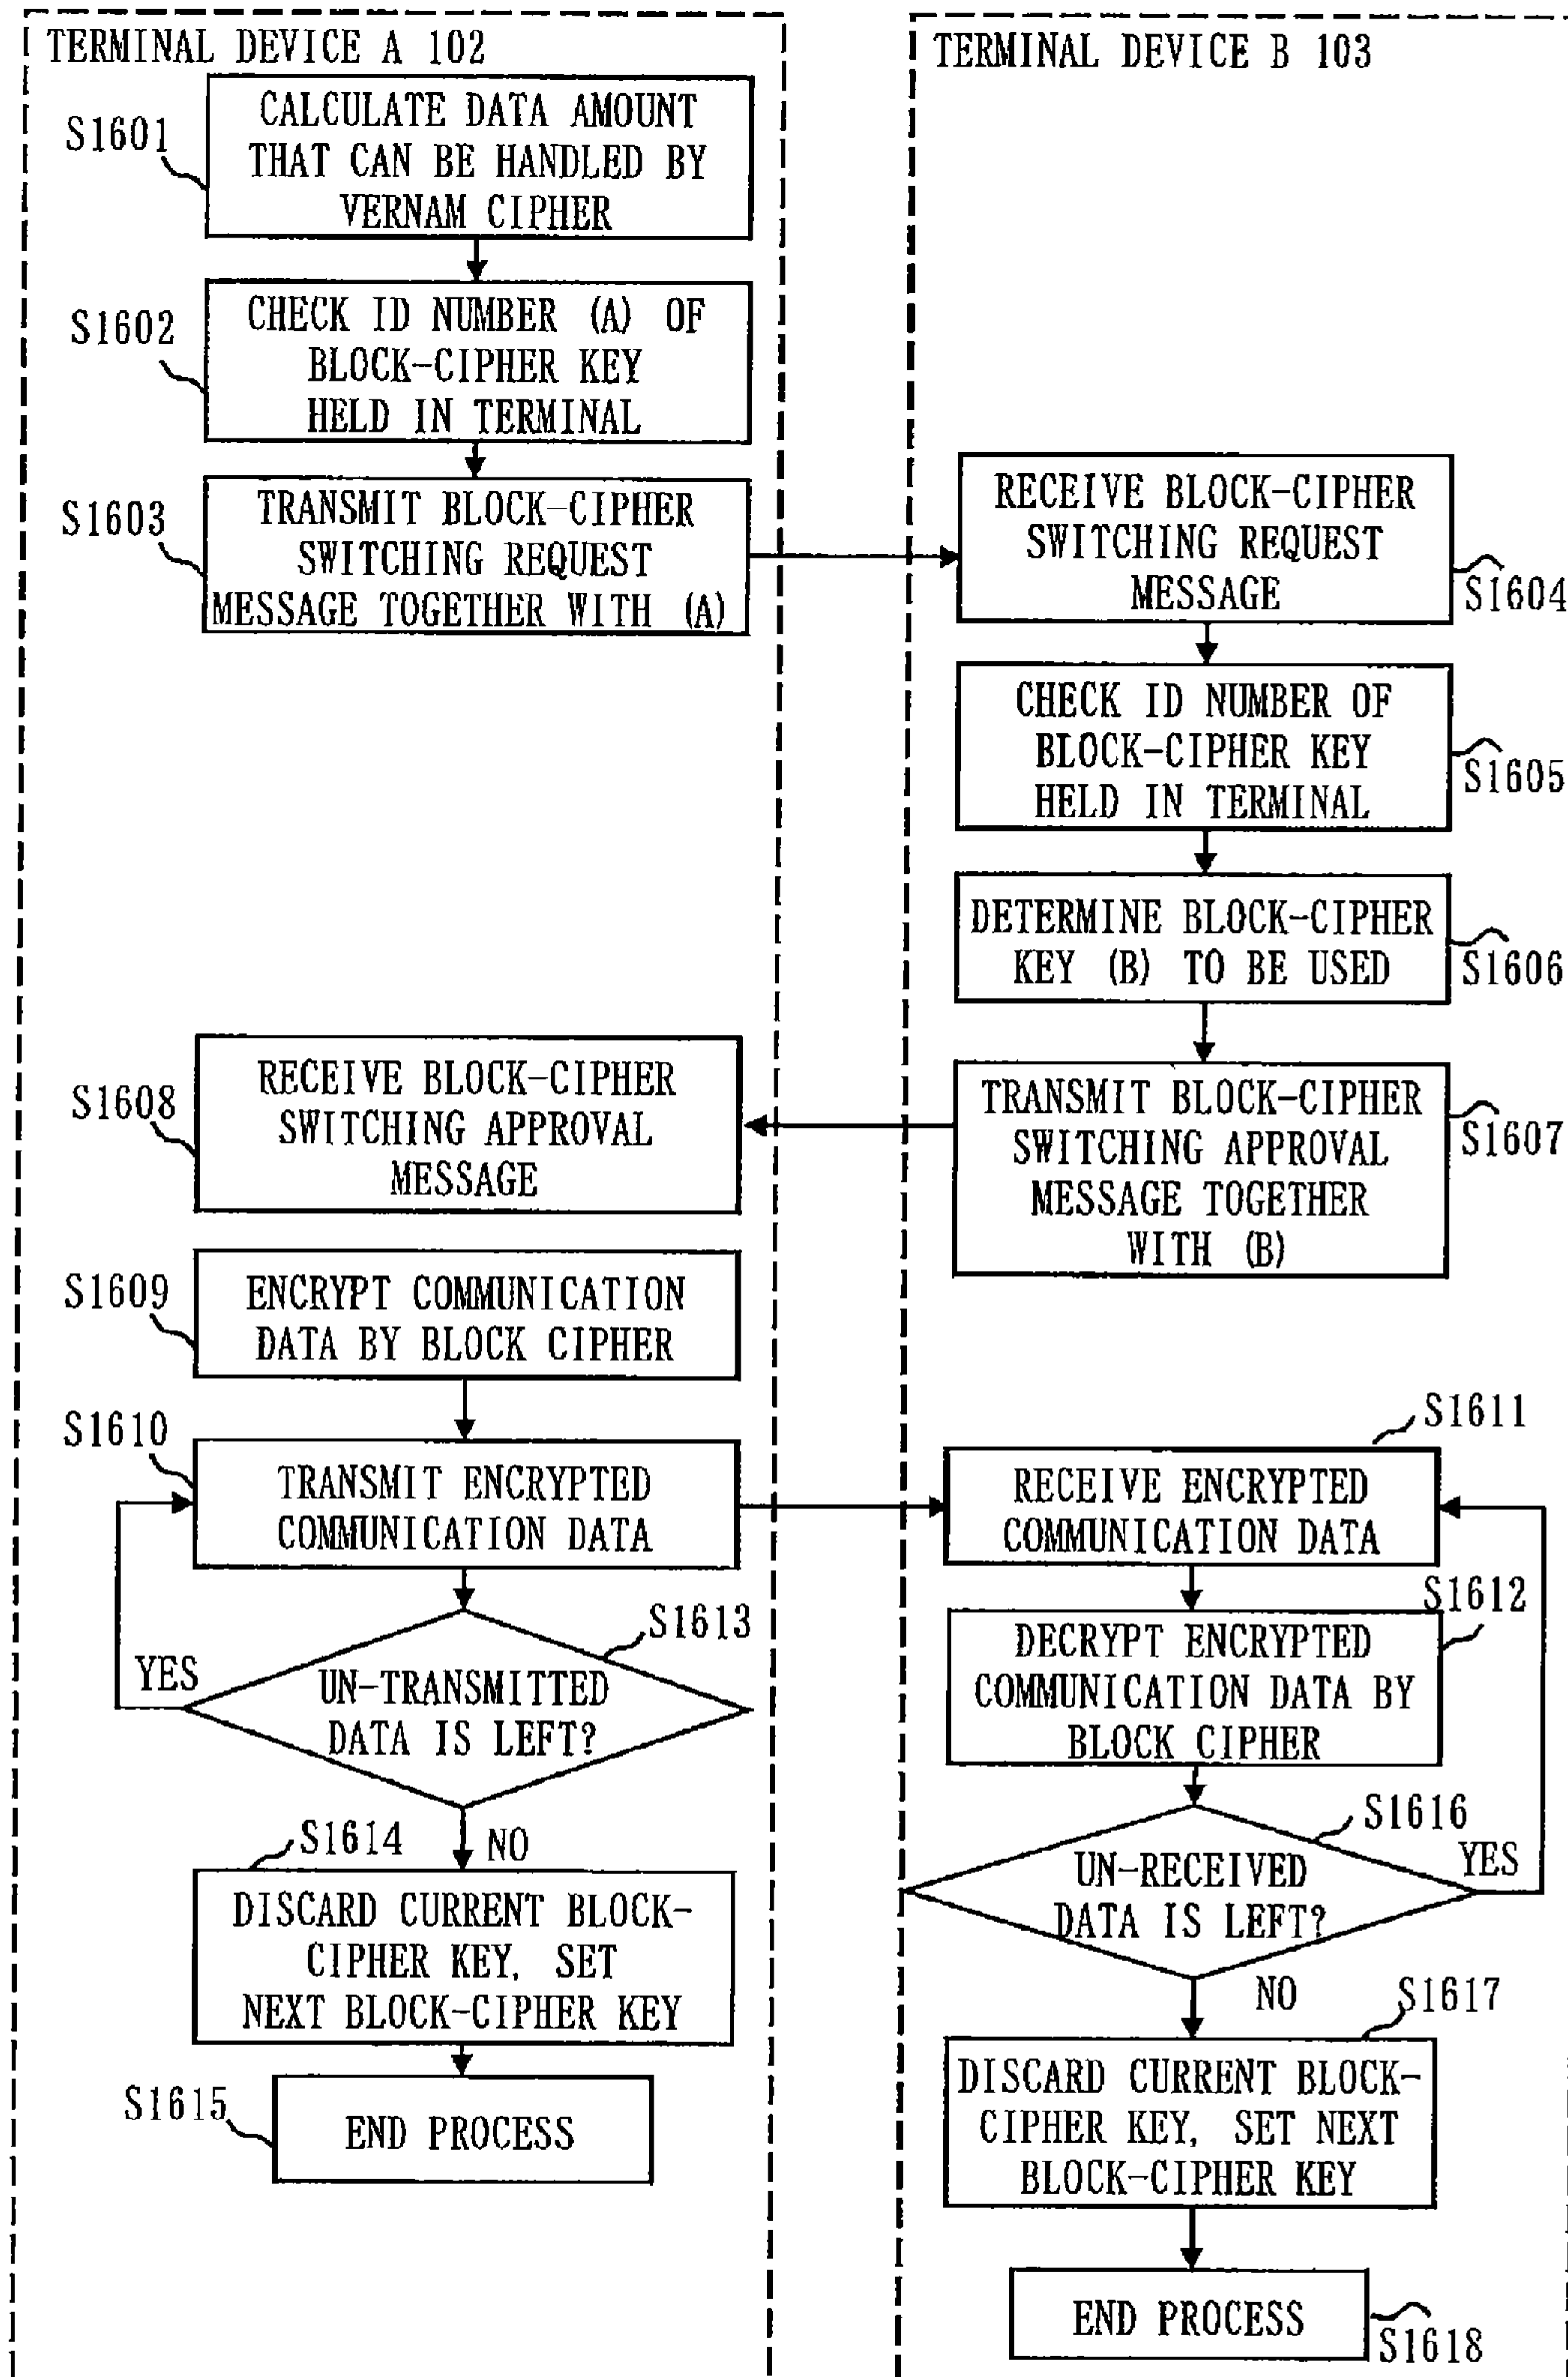 TERMINAL DEVICE A 102
S1601
CALCULATE DATA AMOUNT
THAT CAN BE HANDLED BY
VERNAM CIPHER
S1602
CHECK ID NUMBER (A) OF
BLOCK-CIPHER KEY
HELD IN TERMINAL
S1603
TRANSMIT BLOCK-CIPHER
SWITCHING REQUEST
MESSAGE TOGETHER WITH (A)
TERMINAL DEVICE B 103
RECEIVE BLOCK-CIPHER
SWITCHING REQUEST
MESSAGE
S1604
CHECK ID NUMBER OF
BLOCK-CIPHER KEY
HELD IN TERMINAL
S1605
DETERMINE BLOCK-CIPHER
KEY (B) TO BE USED
S1606
TRANSMIT BLOCK-CIPHER
SWITCHING APPROVAL
MESSAGE TOGETHER
WITH (B)
S1607
S1608
RECEIVE BLOCK-CIPHER
SWITCHING APPROVAL
MESSAGE
S1609
ENCRYPT COMMUNICATION
DATA BY BLOCK CIPHER
S1610
TRANSMIT ENCRYPTED
COMMUNICATION DATA
S1613
YES
UN-TRANSMITTED
DATA IS LEFT?
S1614
NO
DISCARD CURRENT BLOCK-
CIPHER KEY, SET
NEXT BLOCK-CIPHER KEY
S1615
END PROCESS
S1611
RECEIVE ENCRYPTED
COMMUNICATION DATA
S1612
DECRYPT ENCRYPTED
COMMUNICATION DATA BY
BLOCK CIPHER
S1616
YES
UN-RECEIVED
DATA IS LEFT?
NO
S1617
DISCARD CURRENT BLOCK-
CIPHER KEY, SET NEXT
BLOCK-CIPHER KEY
END PROCESS
S1618